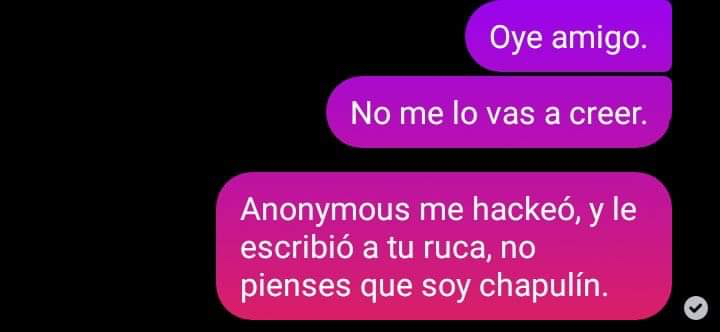 Oye amigo.
No me lo vas a creer.
Anonymous me hackeó, y le
escribió a tu ruca, no
pienses que soy chapulín.